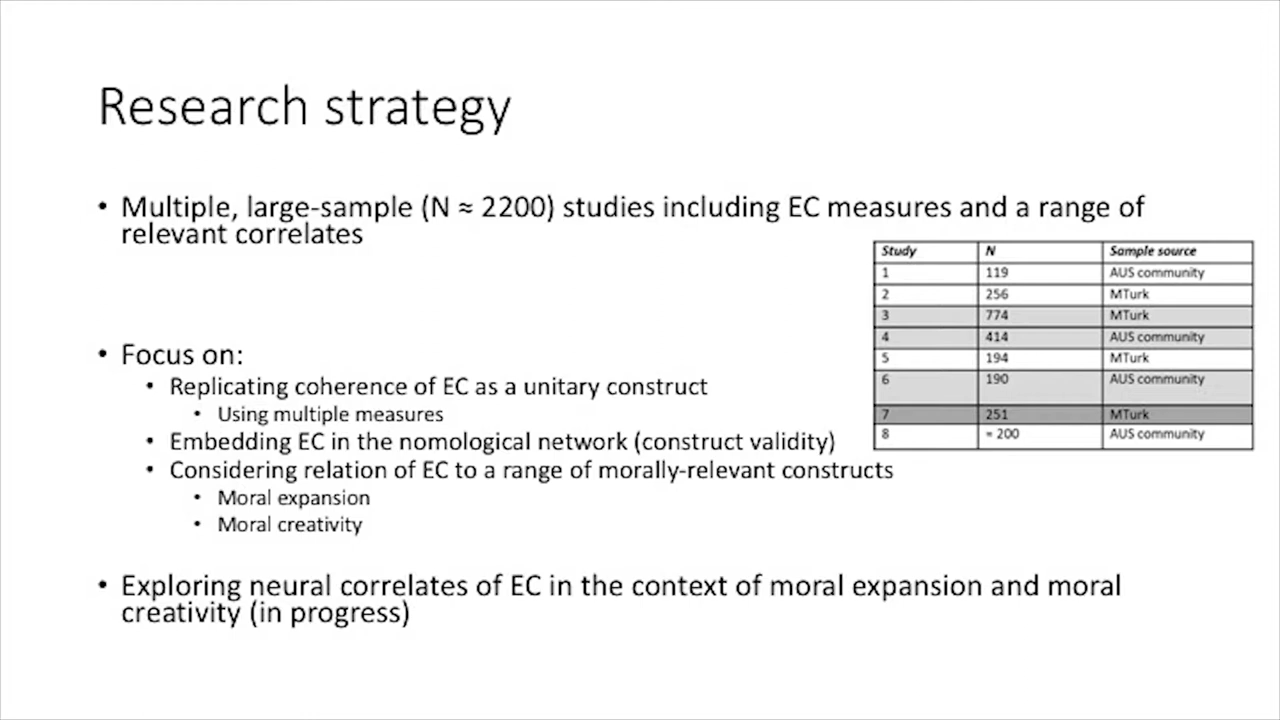 Research strategy
• Multiple, large-sample (N ≈ 2200) studies including EC measures and a range of
relevant correlates
Study N Sample source
1 119 AUS community
2 256 MTurk
3 774 MTurk
4 414 AUS community
5 194 MTurk
6 190 AUS community
7 251 MTurk
8 ≈ 200 AUS community
• Focus on:
• Replicating coherence of EC as a unitary construct
• Using multiple measures
• Embedding EC in the nomological network (construct validity)
• Considering relation of EC to a range of morally-relevant constructs
• Moral expansion
• Moral creativity
• Exploring neural correlates of EC in the context of moral expansion and moral
creativity (in progress)